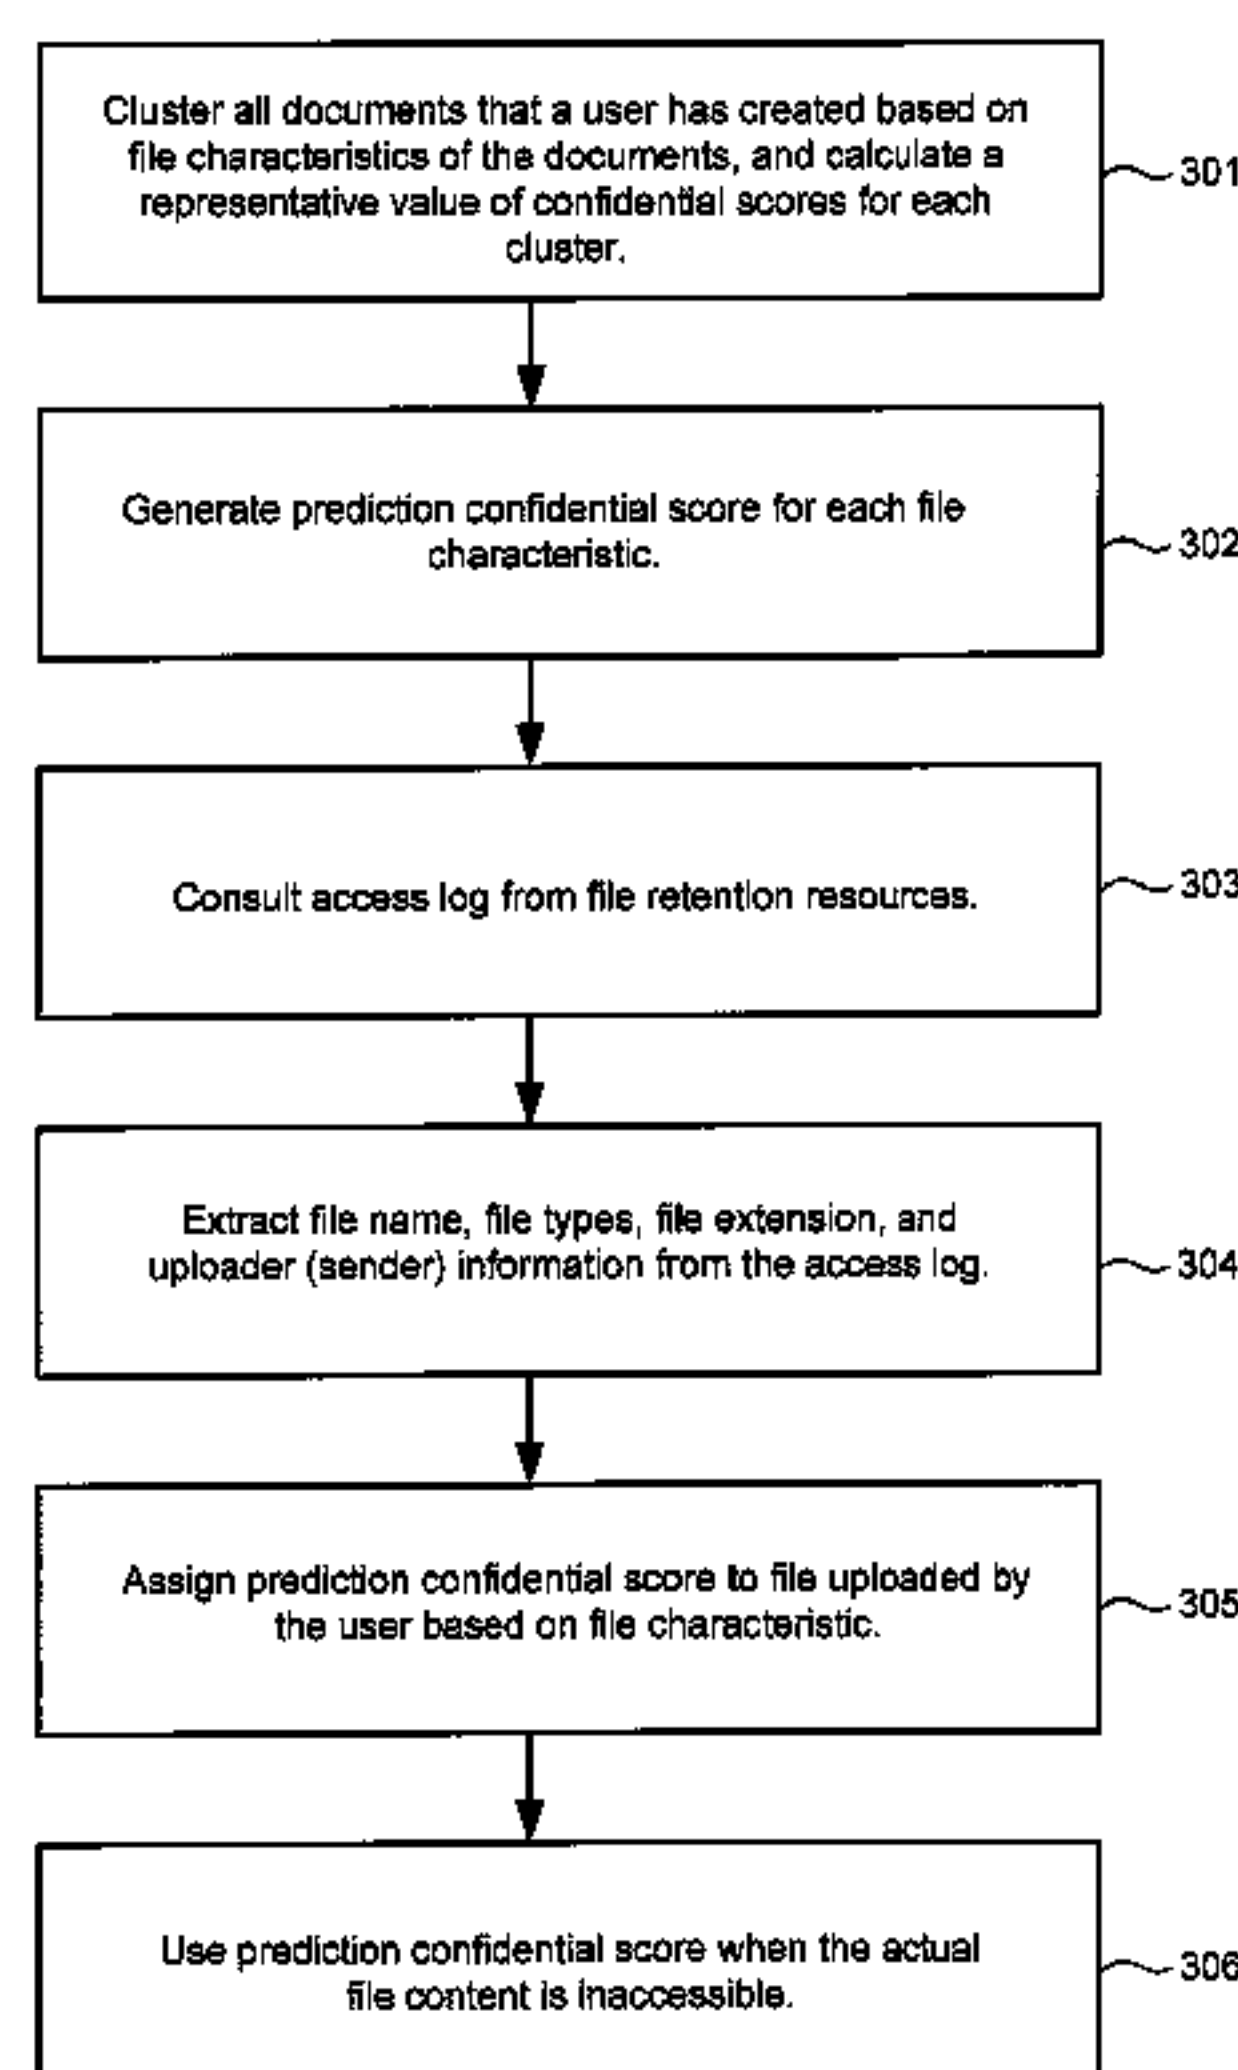 Cluster all documents that a user has created based on
file characteristics of the documents, and calculate a
representative value of confidential scores for each
cluster.
301
Generate prediction confidential score for each file
characteristic.
302
Consult access log from file retention resources.
303
Extract file name, file types, file extension, and
uploader (sender) information from the access log.
304
Assign prediction confidential score to file uploaded by
the user based on file characteristic.
305
Use prediction confidential score when the actual
file content is inaccessible.
306